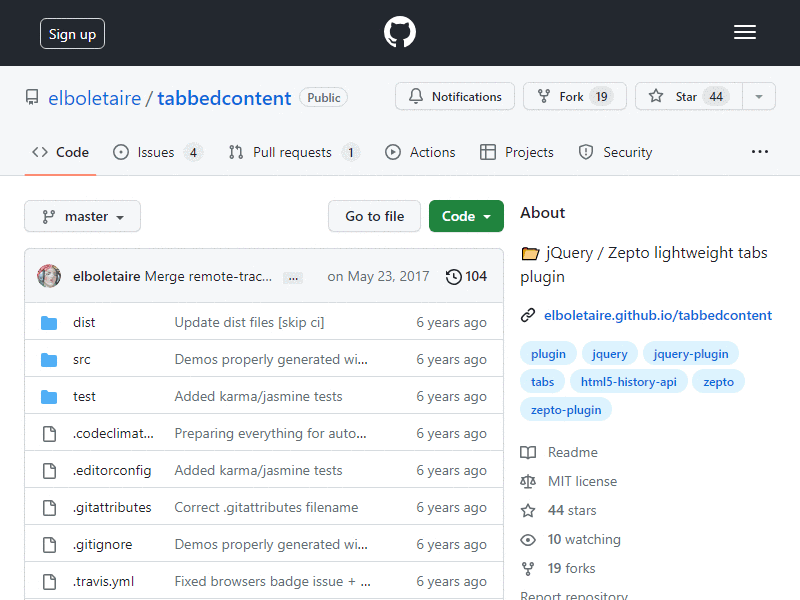 Sign up
elboletaire / tabbedcontent Public
Notifications Fork 19 Star 44
Code Issues 4 Pull requests 1 Actions Projects Security ...
master Go to file Code
elboletaire Merge remote-trac... ... on May 23, 2017 104
dist Update dist files [skip ci] 6 years ago
src Demos properly generated wi... 6 years ago
test Added karma/jasmine tests 6 years ago
.codeclimat... Preparing everything for auto... 6 years ago
.editorconfig Added karma/jasmine tests 6 years ago
.gitattributes Correct .gitattributes filename 6 years ago
.gitignore Demos properly generated wi... 6 years ago
.travis.yml Fixed browsers badge issue + ... 6 years ago
About
jQuery / Zepto lightweight tabs
plugin
elboletaire.github.io/tabbedcontent
plugin jquery jquery-plugin
tabs html5-history-api zepto
zepto-plugin
Readme
MIT license
44 stars
10 watching
19 forks
Report repository